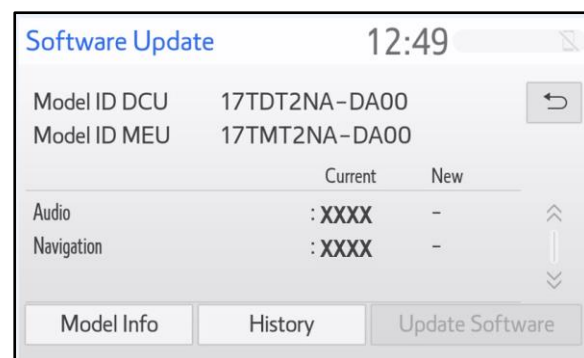 Software Update 12:49
Model ID DCU 17TDT2NA-DA00
Model ID MEU 17TMT2NA-DA00
Current New
Audio : XXXX -
Navigation : XXXX -
Model Info History Update Software